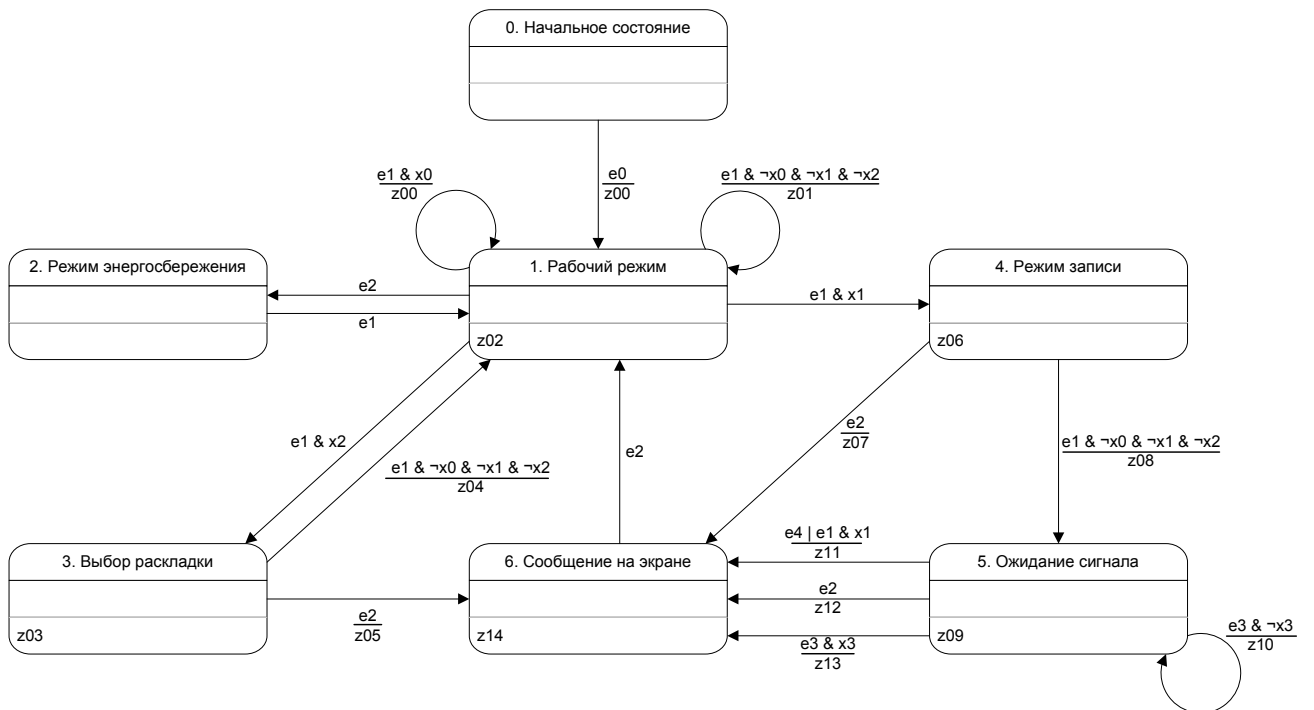 0. Начальное состояние
e1 & x0
z00
e0
z00
e1 & ¬x0 & ¬x1 & ¬x2
z01
2. Режим энергосбережения
1. Рабочий режим
z02
4. Режим записи
z06
e2
e1
e1 & x1
e1 & x2
e1 & ¬x0 & ¬x1 & ¬x2
z04
e2
e2
z07
e1 & ¬x0 & ¬x1 & ¬x2
z08
3. Выбор раскладки
z03
e2
z05
6. Сообщение на экране
z14
e4 | e1 & x1
z11
e2
z12
e3 & x3
z13
5. Ожидание сигнала
z09
e3 & ¬x3
z10